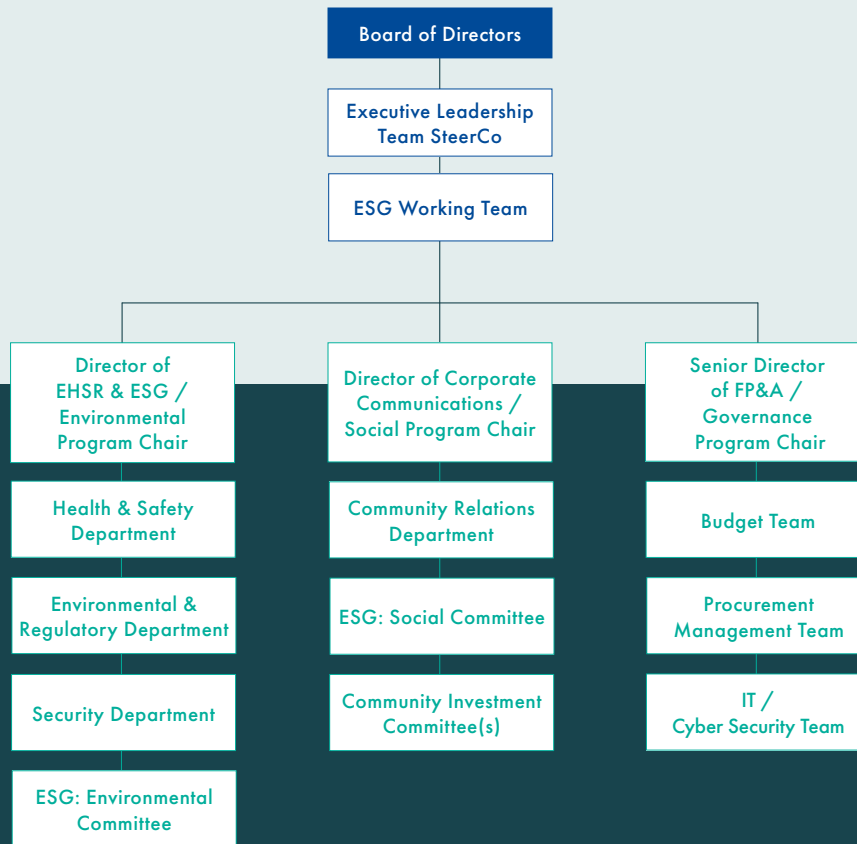 Board of Directors
Executive Leadership
Team SteerCo
ESG Working Team
Director of
EHSR & ESG /
Environmental
Program Chair
Health & Safety
Department
Environmental &
Regulatory Department
Security Department
ESG: Environmental
Committee
Director of Corporate
Communications /
Social Program Chair
Community Relations
Department
ESG: Social Committee
Community Investment
Committee(s)
Senior Director
of FP&A /
Governance
Program Chair
Budget Team
Procurement
Management Team
IT /
Cyber Security Team